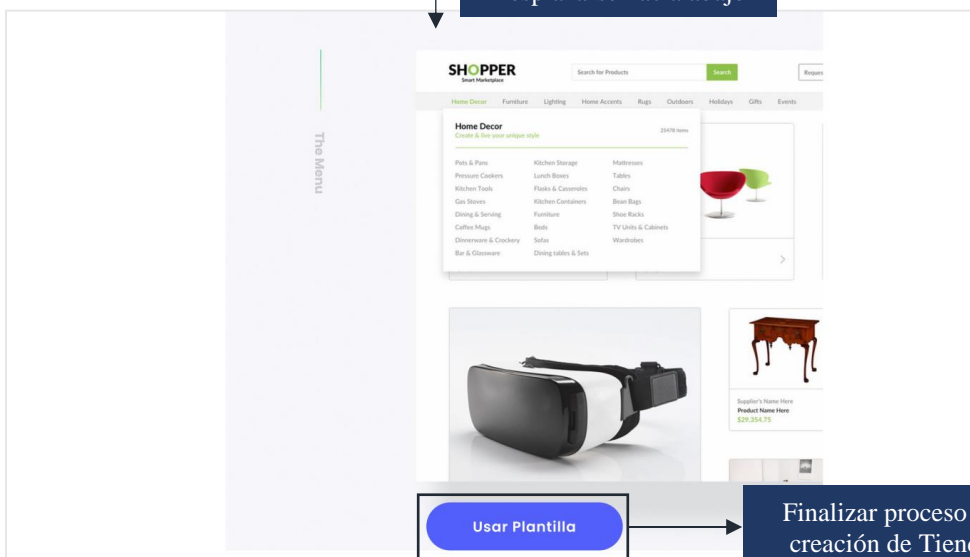 The Menu
SHOPPER
Smart Marketplace
Search for Products
Search
Home Decor Furniture Lighting Home Accents Rugs Outdoors Holidays Gifts Events
Home Decor
Create & live your unique style
23478 items
Pots & Pans Kitchen Storage Mattresses
Pressure Cookers Lunch Boxes Tables
Kitchen Tools Flasks & Casseroles Chairs
Gas Stoves Kitchen Containers Bean Bags
Dining & Serving Furniture Shoe Racks
Coffee Mugs Beds TV Units & Cabinets
Dinnerware & Crockery Sofas Wardrobes
Bar & Glassware Dining tables & Sets
Supplier's Name Here
Product Name Here
$29,354.75
Usar Plantilla
Finalizar proceso
creación de